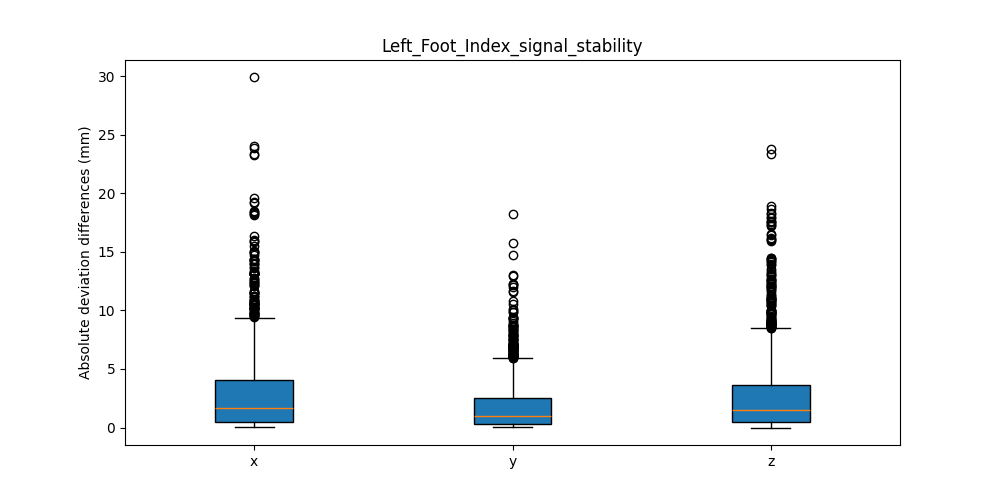 Left_Foot_Index_signal_stability
Absolute deviation differences (mm)
30
25
20
15
10
5
0
x y z